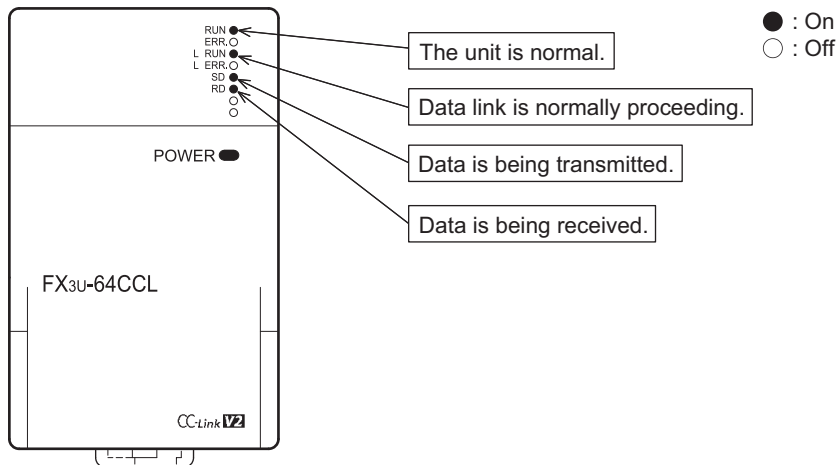 RUN
ERR.
L RUN
L ERR.
SD
RD
The unit is normal.
Data link is normally proceeding.
Data is being transmitted.
Data is being received.
: On
: Off
POWER
FX3U-64CCL
CC-Link V2